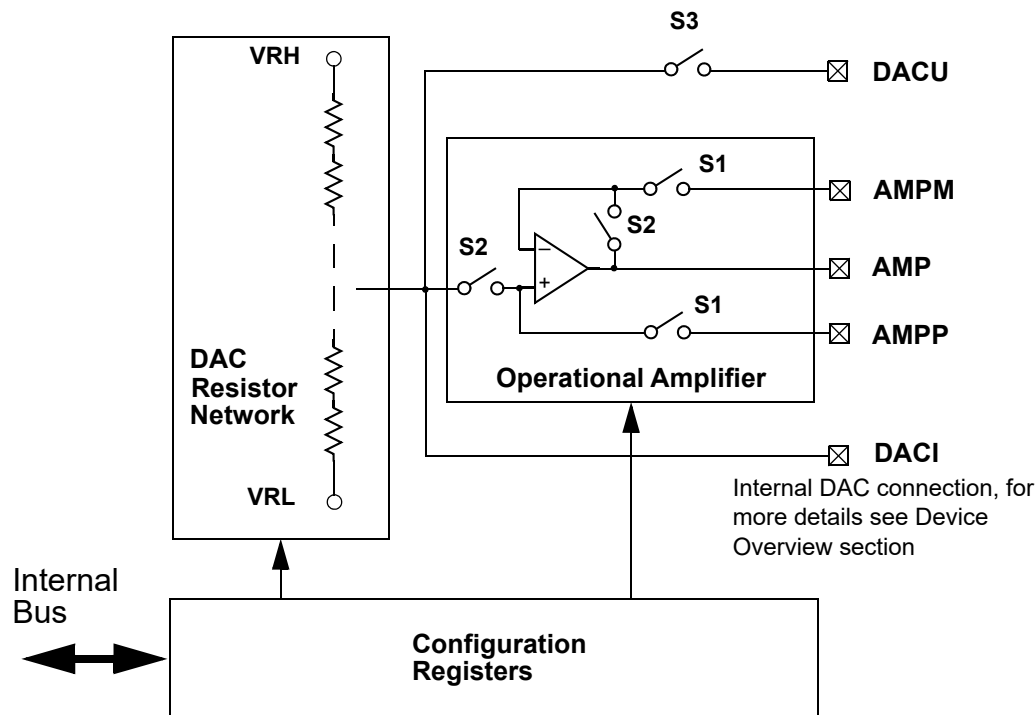 S3
VRH
DACU
S1
AMPM
S2
S2
−
+
AMP
S1
AMPP
DAC
Resistor
Network
Operational Amplifier
DACI
VRL
Internal DAC connection, for
more details see Device
Overview section
Internal
Bus
Configuration
Registers